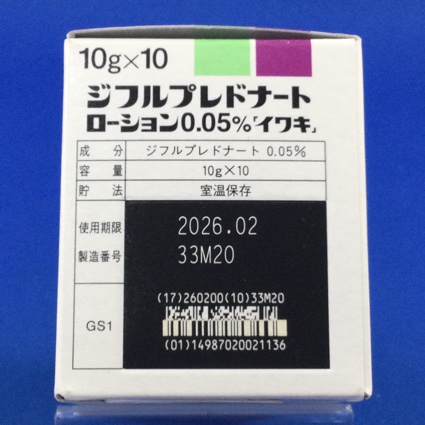 10g×10
ジフルプレドナート
ローション0.05%「イワキ」
成分 ジフルプレドナート 0.05%
容量 10g×10
貯法 室温保存
使用期限 2026.02
製造番号 33M20
(17)260200(10)33M20
GS1
(01)14987020021136